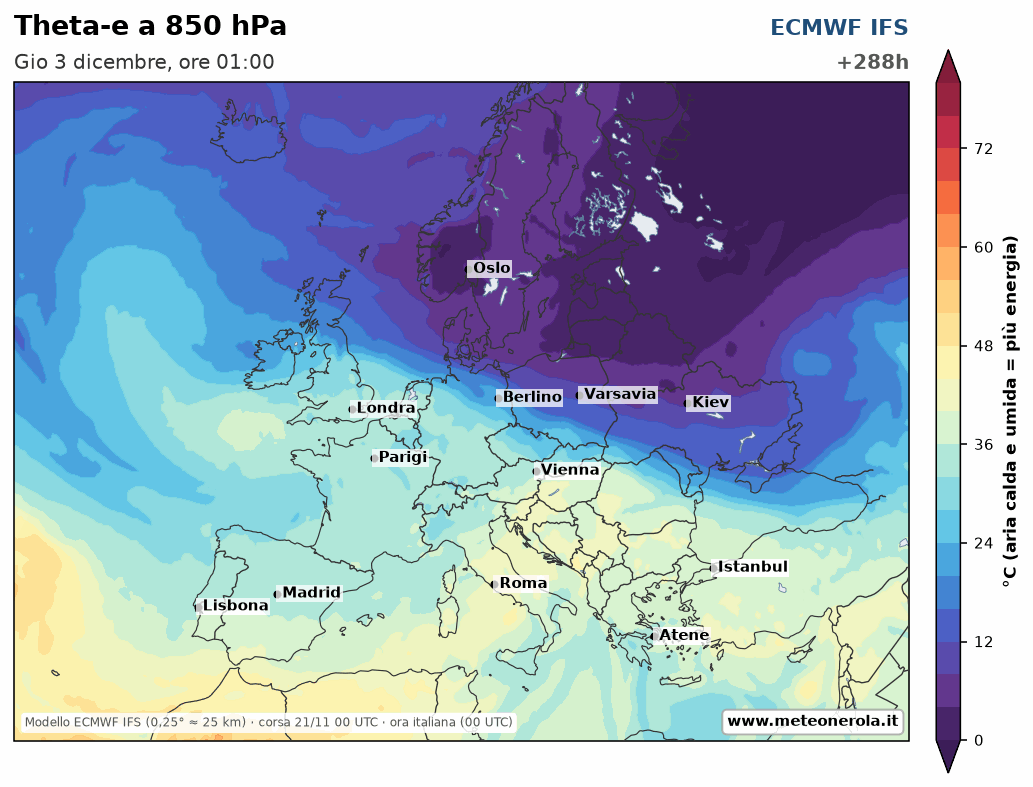 Theta-e a 850 hPa
ECMWF IFS
Gio 3 dicembre, ore 01:00
+288h
72
60
48
36
24
12
0
°C (aria calda e umida = più energia)
Oslo
Berlino
Varsavia
Kiev
Londra
Parigi
Vienna
Istanbul
Roma
Madrid
Lisbona
Atene
Modello ECMWF IFS (0,25° ≈ 25 km) · corsa 21/11 00 UTC · ora italiana (00 UTC)
www.meteonerola.it